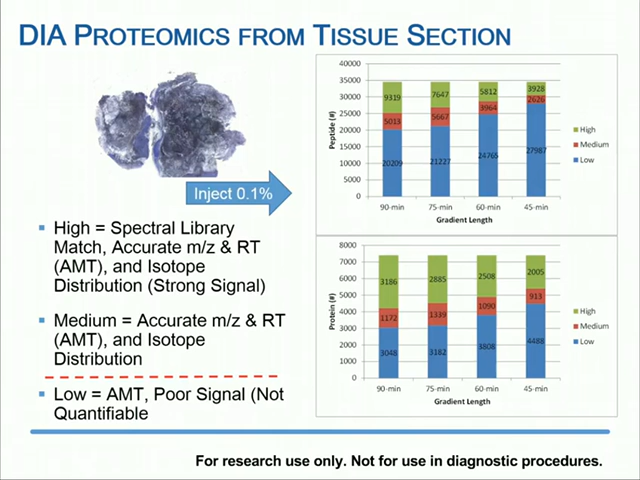 DIA PROTEOMICS FROM TISSUE SECTION
Inject 0.1%
▪ High = Spectral Library
Match, Accurate m/z & RT
(AMT), and Isotope
Distribution (Strong Signal)
▪ Medium = Accurate m/z & RT
(AMT), and Isotope
Distribution
▪ Low = AMT, Poor Signal (Not
Quantifiable
Peptide (#)
40000
35000
30000
25000
20000
15000
10000
5000
0
9319 7647 5812 3928
5013 5667 3964 2626
20209 21227 24765 27987
90-min 75-min 60-min 45-min
Gradient Length
High
Medium
Low
Protein (#)
8000
7000
6000
5000
4000
3000
2000
1000
0
3186 2885 2508 2005
1172 1339 1090 913
3048 3182 3808 4488
90-min 75-min 60-min 45-min
Gradient Length
High
Medium
Low
For research use only. Not for use in diagnostic procedures.